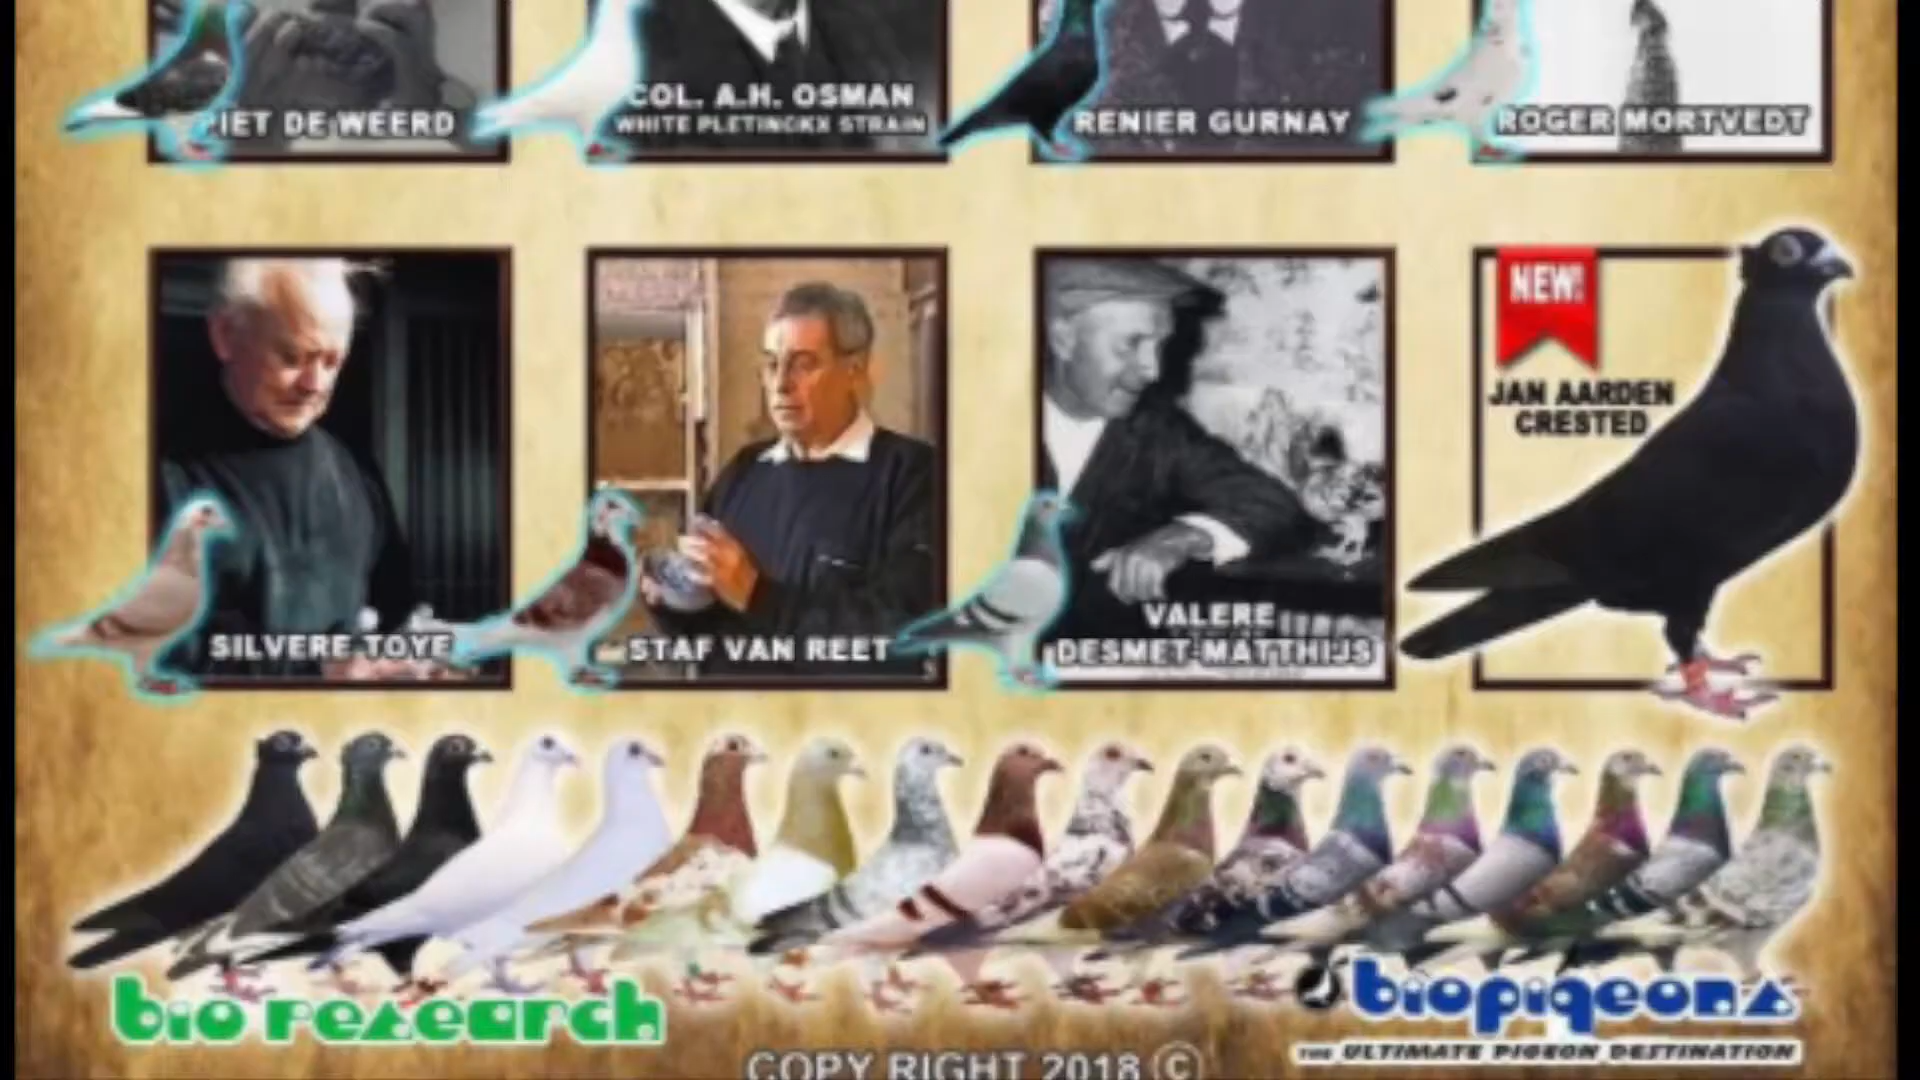 PIET DE WEERD
COL. A.H. OSMAN
WHITE PLETINCKX STRAIN
RENIER GURNAY
ROGER MORTVEDT
NEW!
JAN AARDEN
CRESTED
SILVERE TOYE
STAF VAN REET
VALERE
DESMET-MATTHIJS
bio research
biopigeons
THE ULTIMATE PIGEON DESTINATION
COPY RIGHT 2018 ©